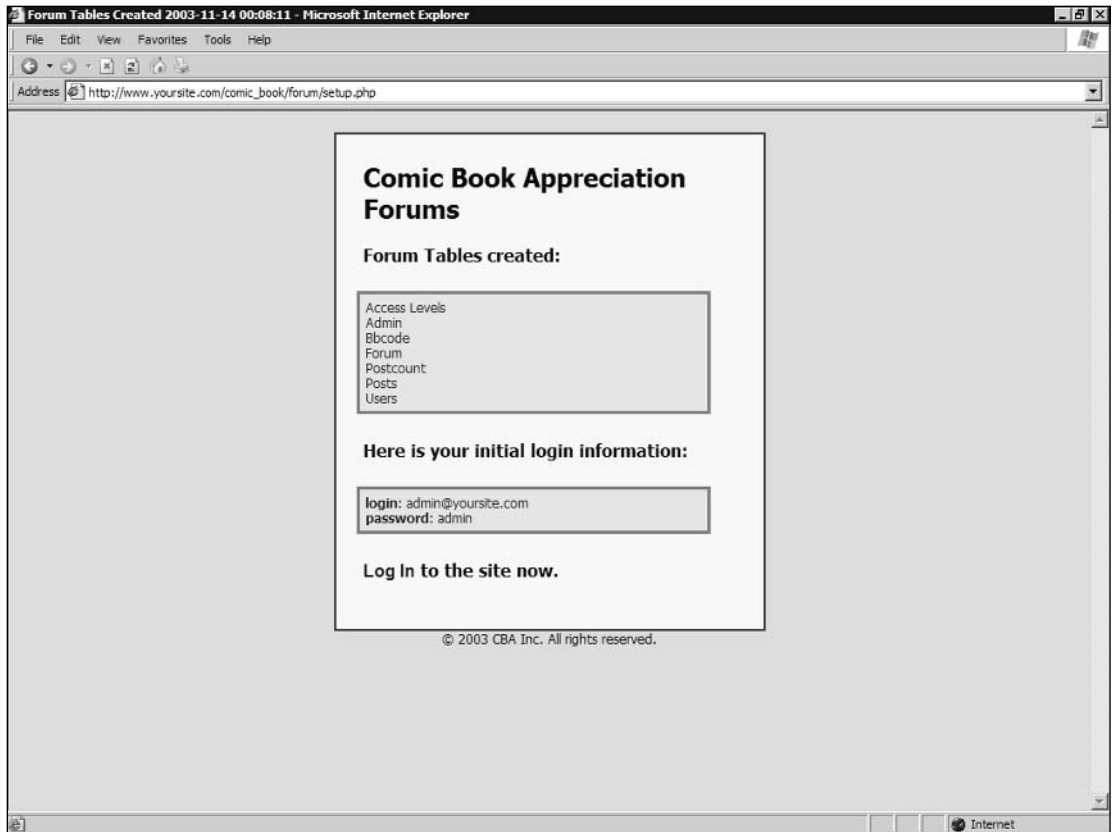 Forum Tables Created 2003-11-14 00:08:11 - Microsoft Internet Explorer
File Edit View Favorites Tools Help
Address http://www.yoursite.com/comic_book/forum/setup.php
Comic Book Appreciation
Forums
Forum Tables created:
Access Levels
Admin
Bbcode
Forum
Postcount
Posts
Users
Here is your initial login information:
login: admin@yoursite.com
password: admin
Log In to the site now.
© 2003 CBA Inc. All rights reserved.
Internet